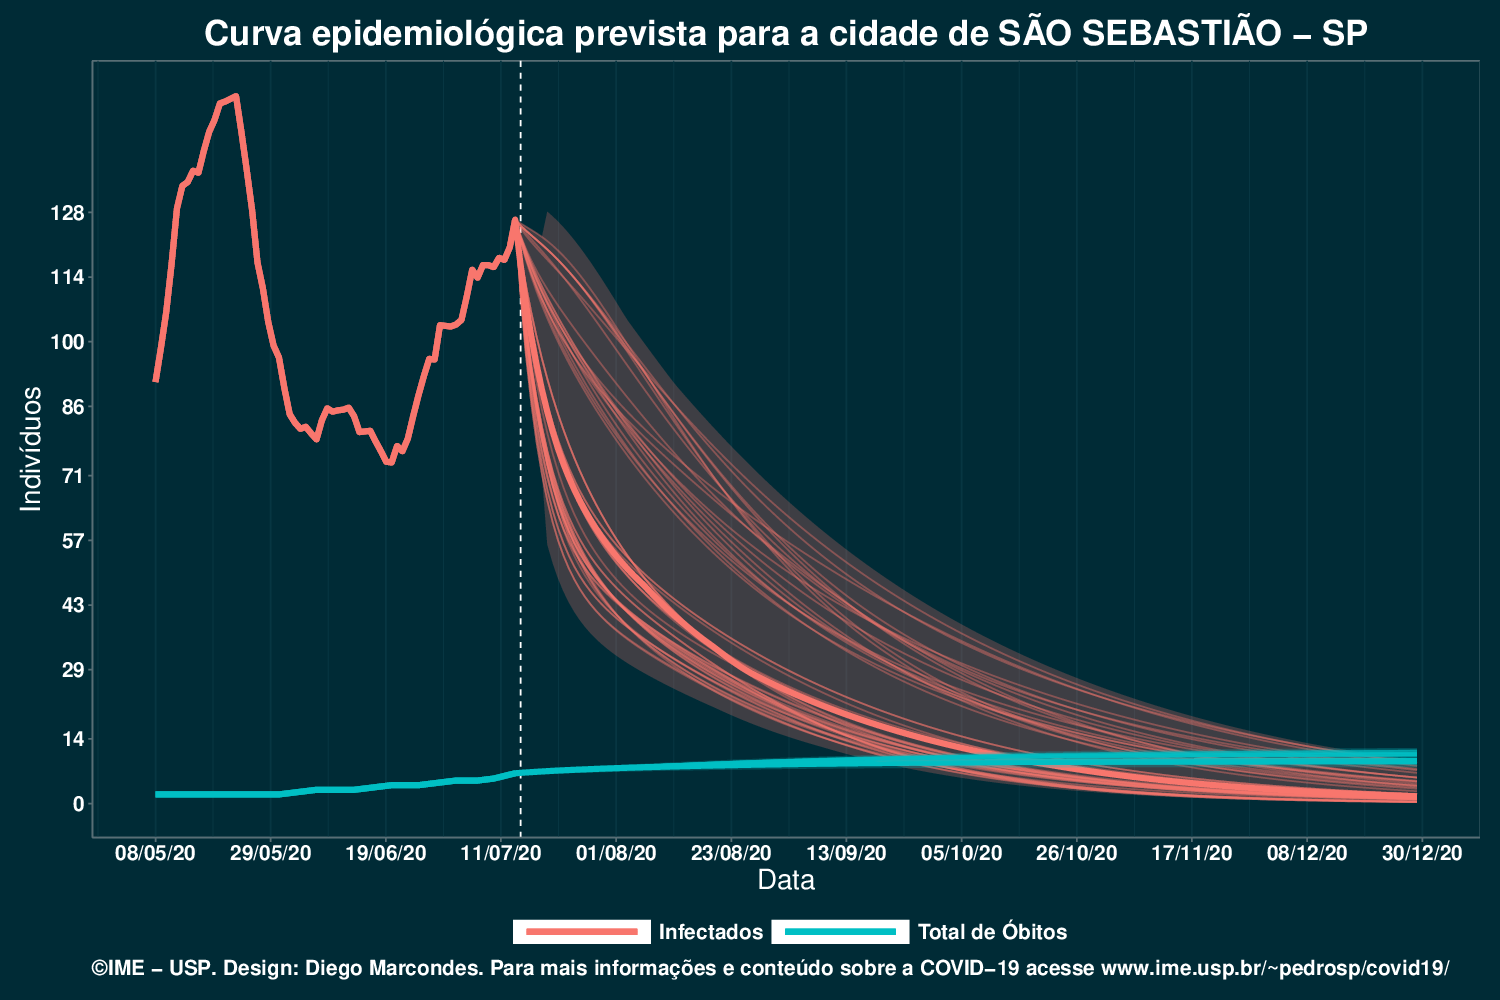 Curva epidemiológica prevista para a cidade de SÃO SEBASTIÃO – SP
Indivíduos
128
114
100
86
71
57
43
29
14
0
08/05/20 29/05/20 19/06/20 11/07/20 01/08/20 23/08/20 13/09/20 05/10/20 26/10/20 17/11/20 08/12/20 30/12/20
Data
Infectados Total de Óbitos
©IME – USP. Design: Diego Marcondes. Para mais informações e conteúdo sobre a COVID–19 acesse www.ime.usp.br/~pedrosp/covid19/